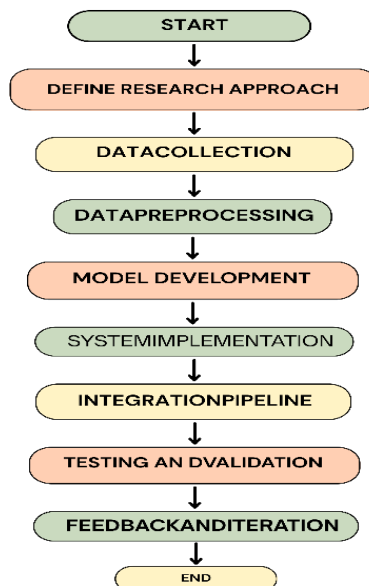 START
DEFINE RESEARCH APPROACH
DATACOLLECTION
DATAPREPROCESSING
MODEL DEVELOPMENT
SYSTEMIMPLEMENTATION
INTEGRATIONPIPELINE
TESTING AN DVALIDATION
FEEDBACKANDITERATION
END